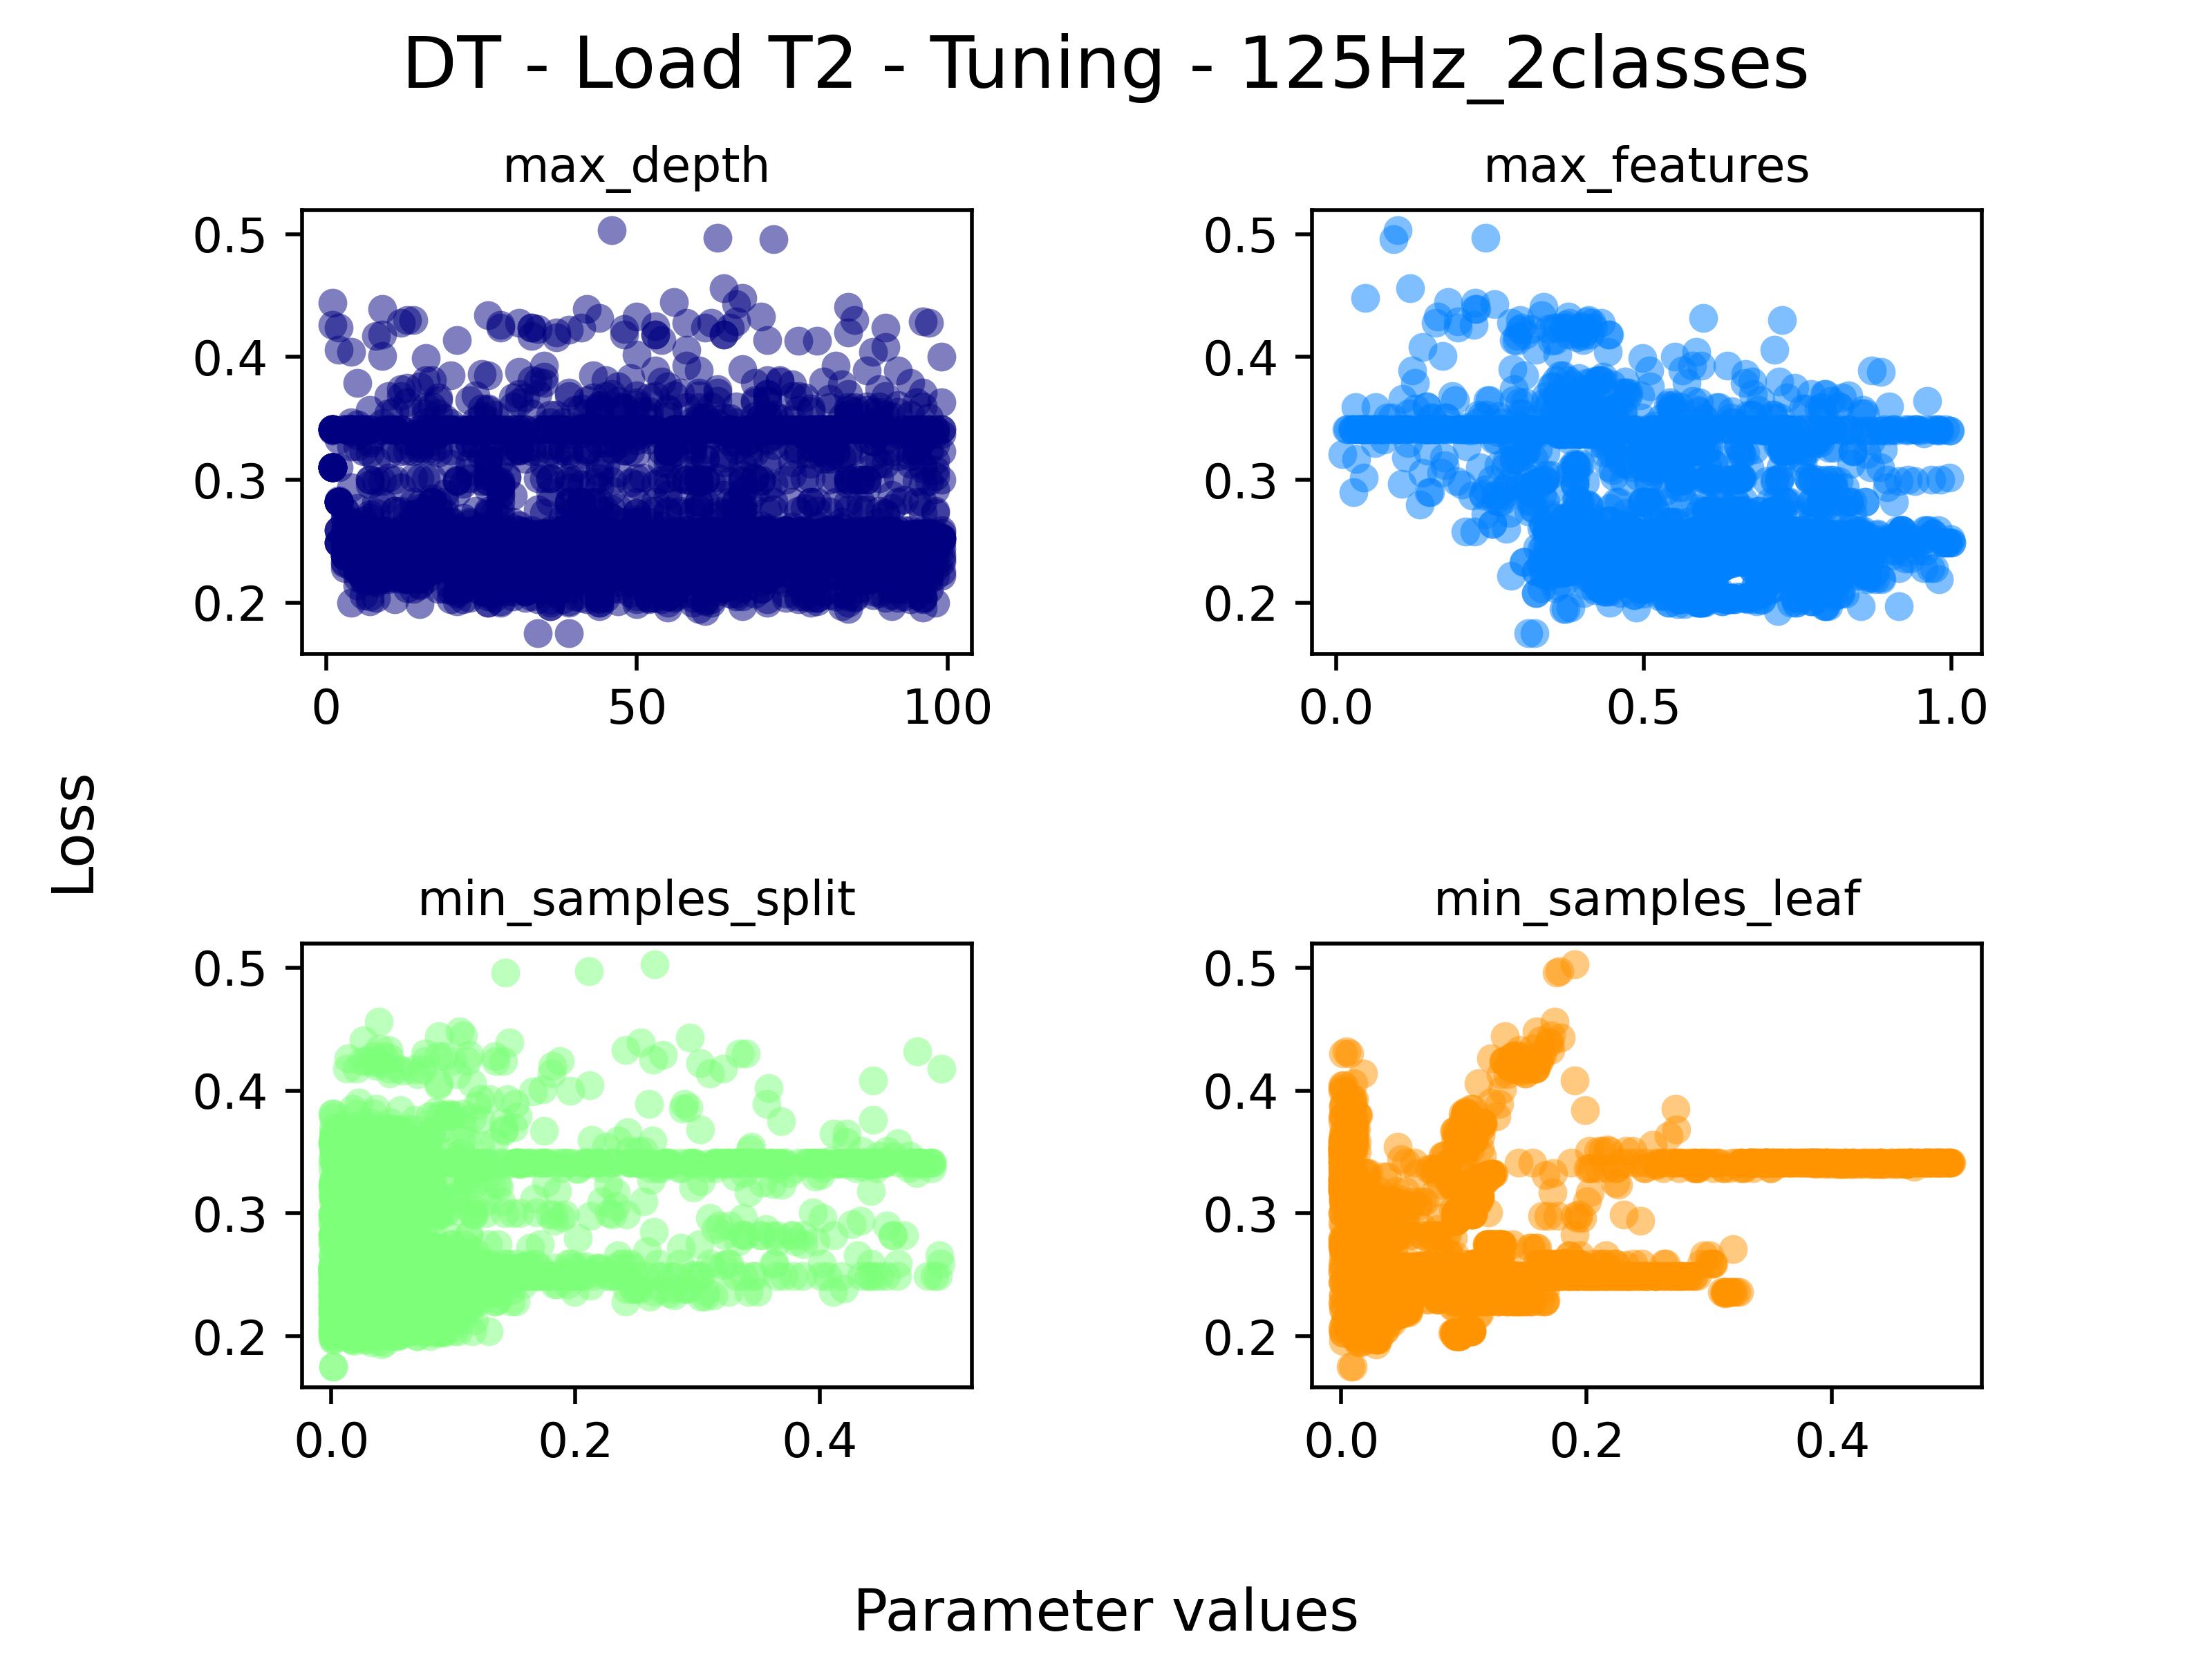 DT - Load T2 - Tuning - 125Hz_2classes
max_depth
0.5
0.4
0.3
0.2
0 50 100
max_features
0.5
0.4
0.3
0.2
0.0 0.5 1.0
Loss
min_samples_split
0.5
0.4
0.3
0.2
0.0 0.2 0.4
min_samples_leaf
0.5
0.4
0.3
0.2
0.0 0.2 0.4
Parameter values